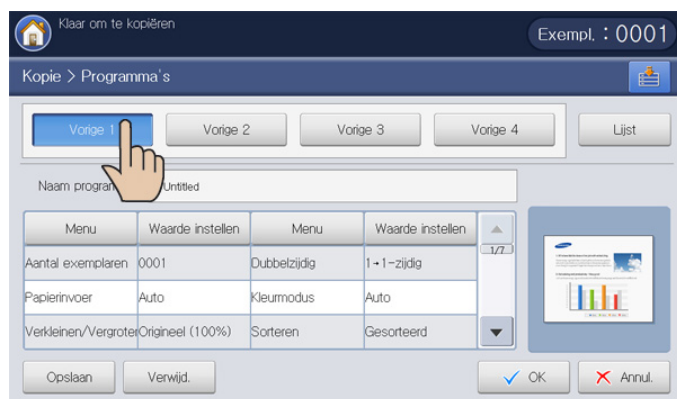 Klaar om te kopiëren
Exempl. : 0001
Kopie > Programma's
Vorige 1 Vorige 2 Vorige 3 Vorige 4 Lijst
Naam Untitled
Menu Waarde instellen Menu Waarde instellen
1/7
Aantal exemplaren 0001 Dubbelzijdig 1→1-zijdig
Papierinvoer Auto Kleurmodus Auto
Verkleinen/Vergroter Origineel (100%) Sorteren Gesorteerd
Opslaan Verwijd. OK Annul.